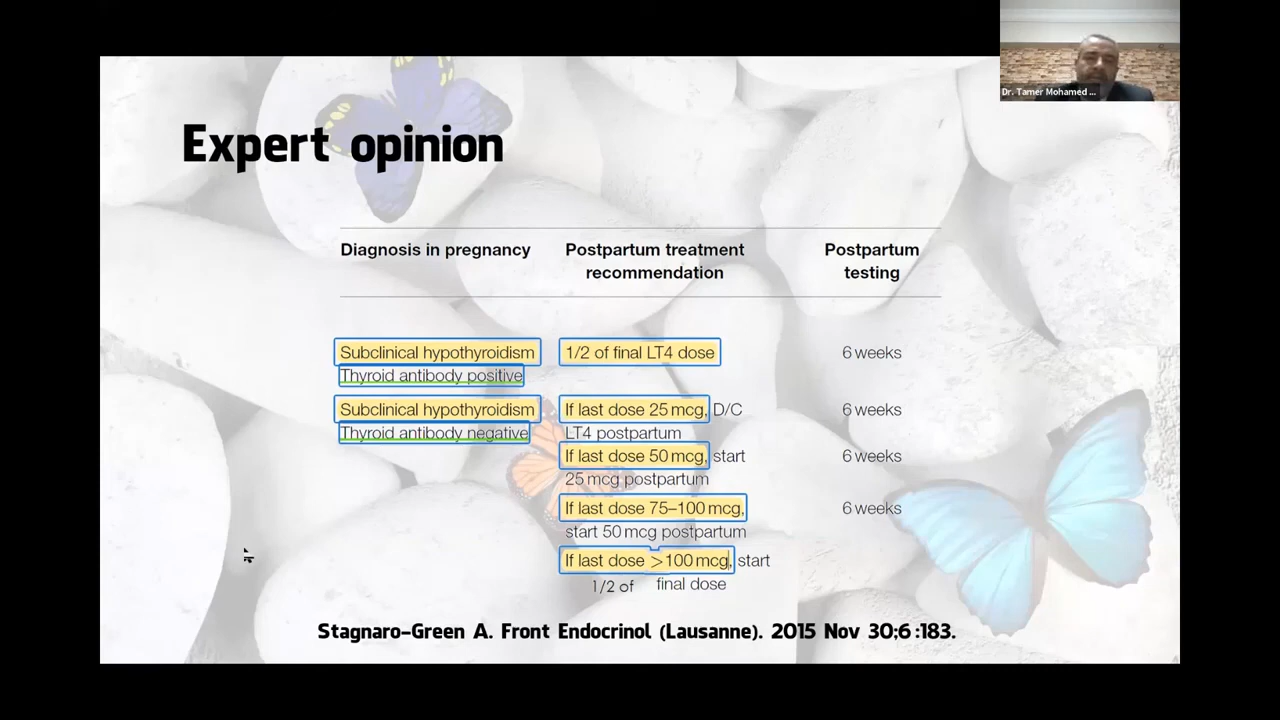 Dr. Tamer Mohamed ...
Expert opinion
Diagnosis in pregnancy Postpartum treatment recommendation Postpartum testing
Subclinical hypothyroidism 1/2 of final LT4 dose 6 weeks
Thyroid antibody positive
Subclinical hypothyroidism If last dose 25 mcg, D/C 6 weeks
Thyroid antibody negative LT4 postpartum
If last dose 50 mcg, start 6 weeks
25 mcg postpartum
If last dose 75–100 mcg, 6 weeks
start 50 mcg postpartum
If last dose >100 mcg, start
1/2 of final dose
Stagnaro-Green A. Front Endocrinol (Lausanne). 2015 Nov 30;6:183.